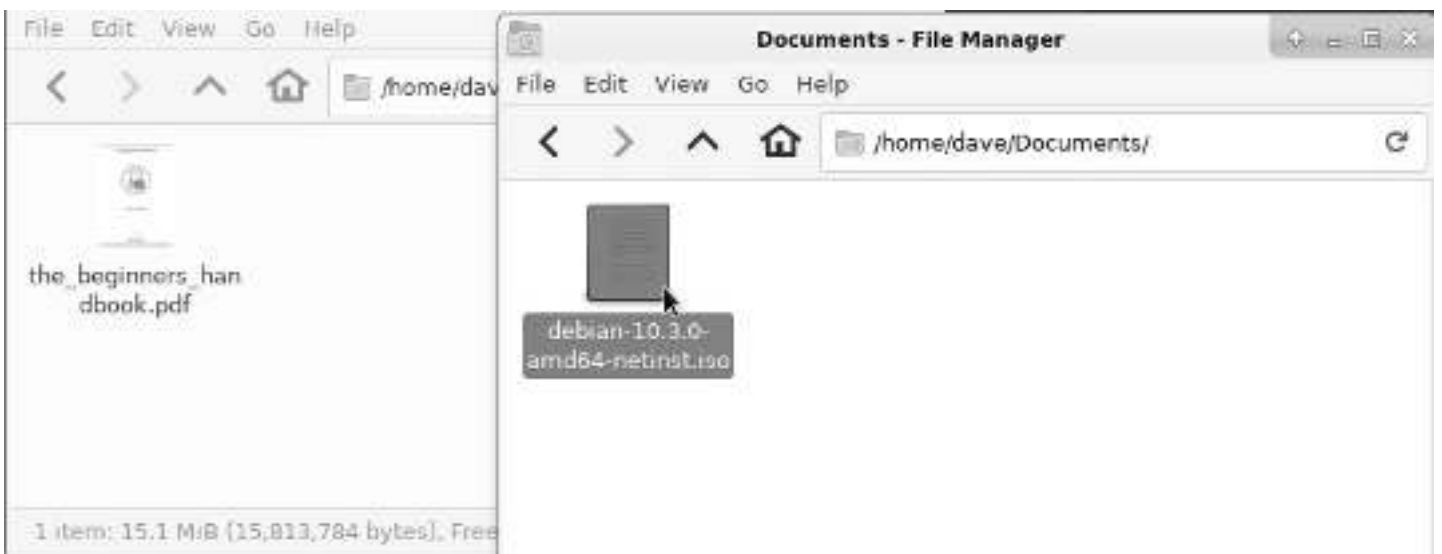 File Edit View Go Help
/home/dav
the_beginners_han
dbook.pdf
1 item: 15.1 MiB (15,813,784 bytes), Free
Documents - File Manager
File Edit View Go Help
/home/dave/Documents/
debian-10.3.0-
amd64-netinst.iso